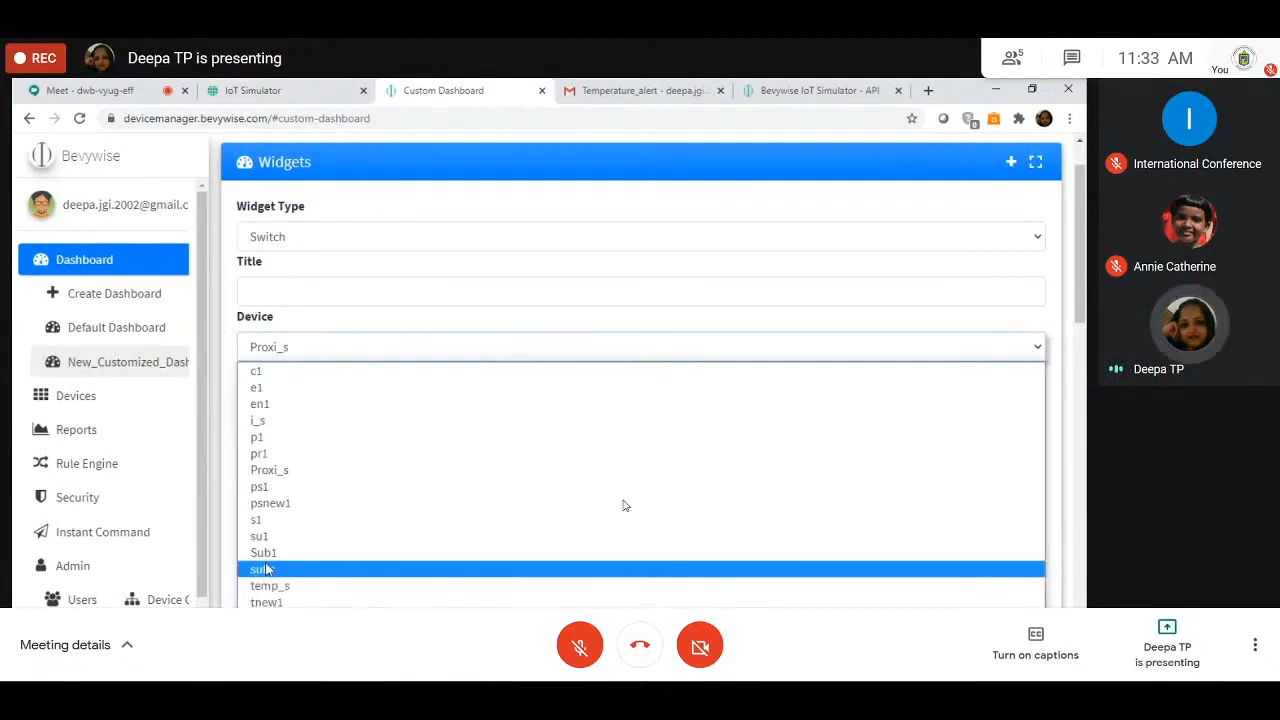 REC
Deepa TP is presenting
5
11:33 AM
You
Meet - dwb-vyug-eff
IoT Simulator
Custom Dashboard
Temperature_alert - deepa.jgi
Bevywise IoT Simulator - API
devicemanager.bevywise.com/#custom-dashboard
Bevywise
deepa.jgi.2002@gmail.c
Dashboard
Create Dashboard
Default Dashboard
New_Customized_Dash
Devices
Reports
Rule Engine
Security
Instant Command
Admin
Users
Device C
Widgets
Widget Type
Switch
Title
Device
Proxi_s
c1
e1
en1
i_s
p1
pr1
Proxi_s
ps1
psnew1
s1
su1
Sub1
temp_s
tnew1
I
International Conference
Annie Catherine
Deepa TP
Meeting details
Turn on captions
Deepa TP
is presenting